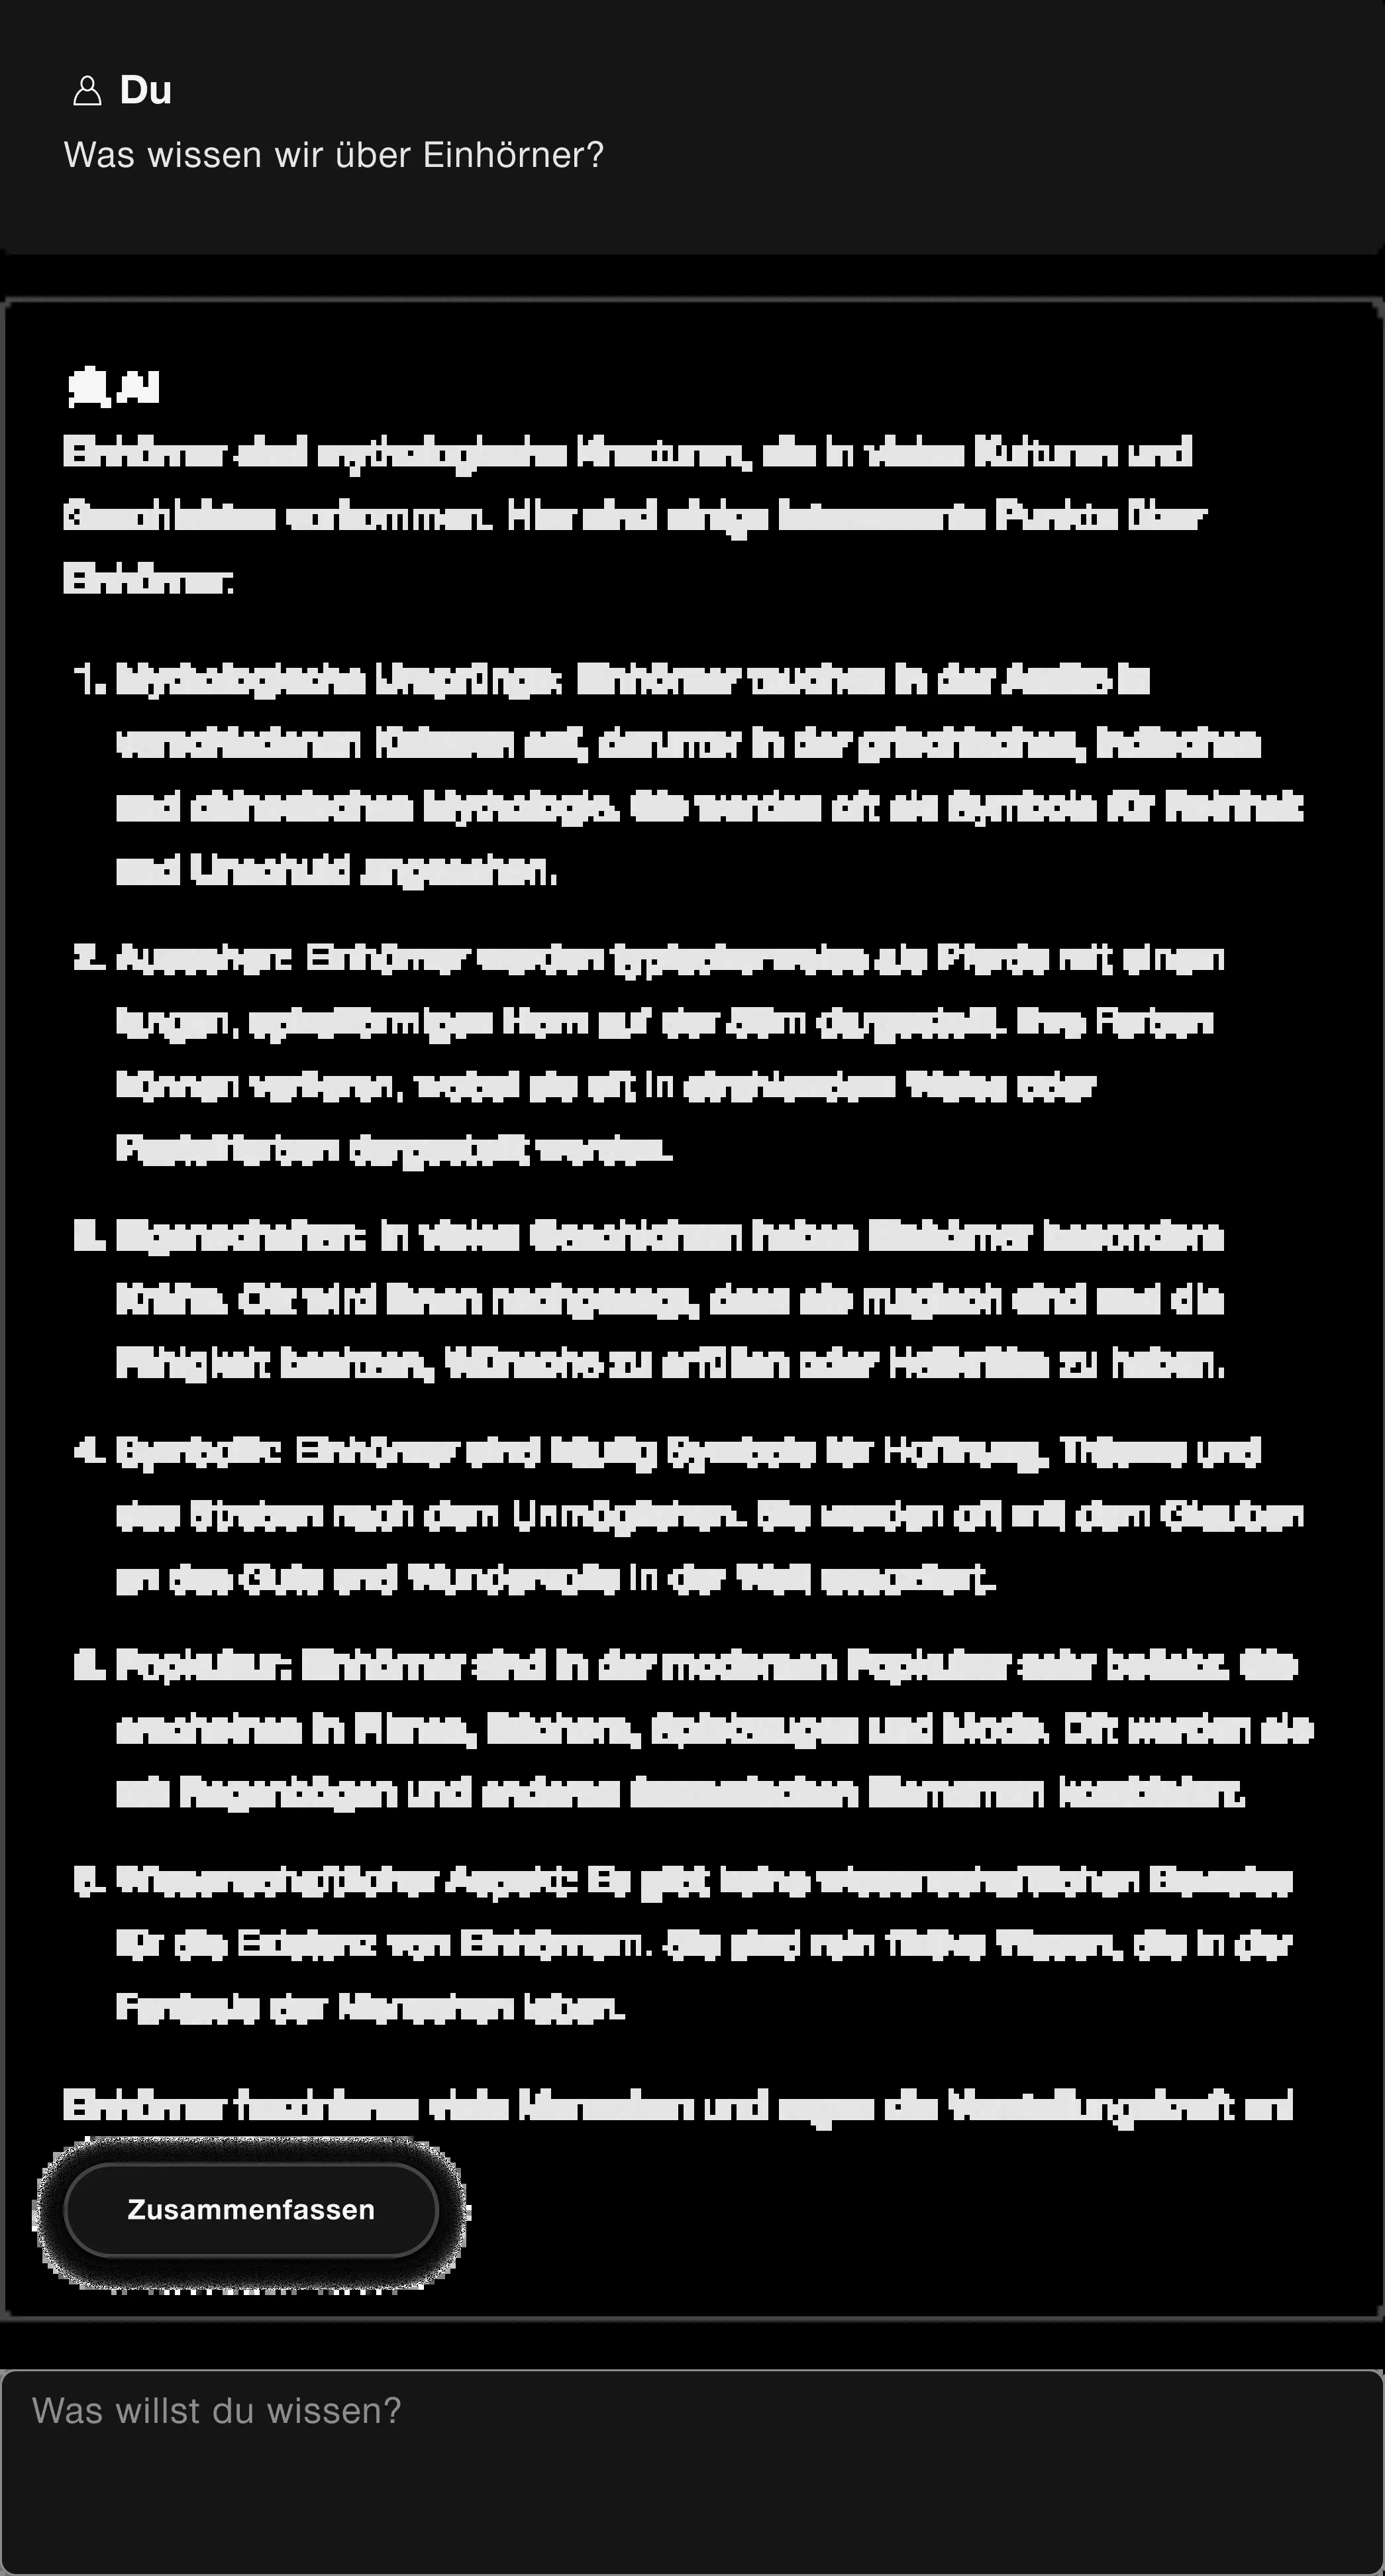 Du
Was wissen wir über Einhörner?
AI
Einhörner sind mythologische Kreaturen, die in vielen Kulturen und
Geschichten vorkommen. Hier sind einige interessante Punkte über
Einhörner:
1. Mythologische Ursprünge: Einhörner tauchen in der Antike in
verschiedenen Kulturen auf, darunter in der griechischen, indischen
und chinesischen Mythologie. Sie werden oft als Symbole für Reinheit
und Unschuld angesehen.
2. Aussehen: Einhörner werden typischerweise als Pferde mit einem
langen, spiralförmigen Horn auf der Stirn dargestellt. Ihre Farben
können variieren, wobei sie oft in strahlendem Weiß oder
Pastellfarben dargestellt werden.
3. Eigenschaften: In vielen Geschichten haben Einhörner besondere
Kräfte. Oft wird ihnen nachgesagt, dass sie magisch sind und die
Fähigkeit besitzen, Wünsche zu erfüllen oder Heilkräfte zu haben.
4. Symbolik: Einhörner sind häufig Symbole für Hoffnung, Träume und
das Streben nach dem Unmöglichen. Sie werden oft mit dem Glauben
an das Gute und Wundervolle in der Welt assoziiert.
5. Popkultur: Einhörner sind in der modernen Popkultur sehr beliebt. Sie
erscheinen in Filmen, Büchern, Spielzeugen und Mode. Oft werden sie
mit Regenbögen und anderen fantastischen Elementen kombiniert.
6. Wissenschaftlicher Aspekt: Es gibt keine wissenschaftlichen Beweise
für die Existenz von Einhörnern. Sie sind rein fiktive Wesen, die in der
Fantasie der Menschen leben.
Einhörner faszinieren viele Menschen und regen die Vorstellungskraft an!
Zusammenfassen
Was willst du wissen?